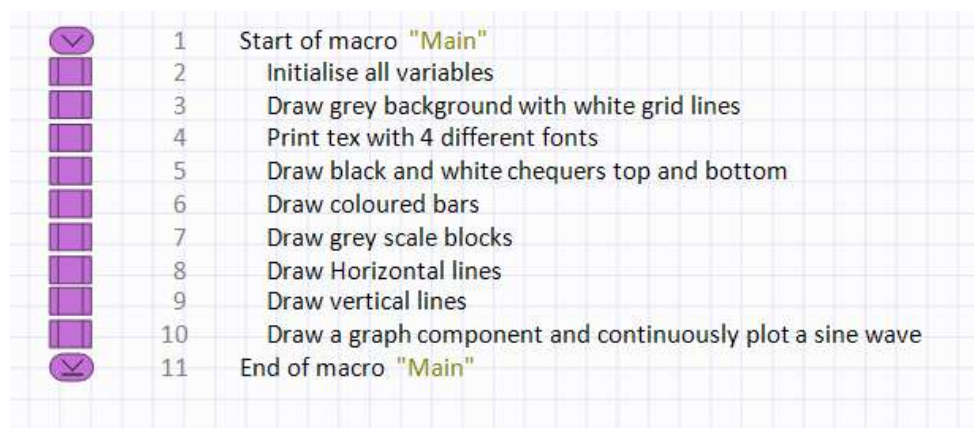 1 Start of macro "Main"
2 Initialise all variables
3 Draw grey background with white grid lines
4 Print tex with 4 different fonts
5 Draw black and white chequers top and bottom
6 Draw coloured bars
7 Draw grey scale blocks
8 Draw Horizontal lines
9 Draw vertical lines
10 Draw a graph component and continuously plot a sine wave
11 End of macro "Main"